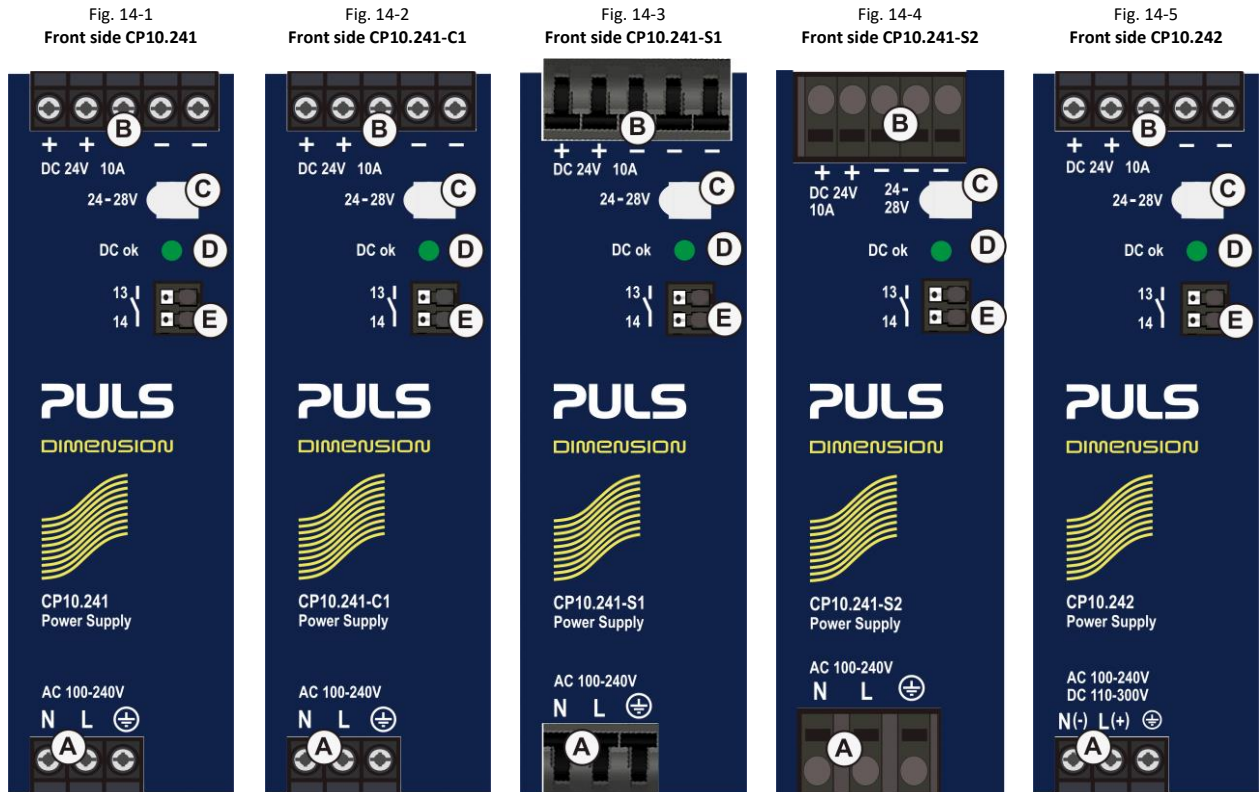 Fig. 14-1
Front side CP10.241
B
+ + − −
DC 24V 10A
24-28V
C
DC ok
D
13
14
E
PULS
DIMENSION
CP10.241
Power Supply
AC 100-240V
N L
A
Fig. 14-2
Front side CP10.241-C1
B
+ + − −
DC 24V 10A
24-28V
C
DC ok
D
13
14
E
PULS
DIMENSION
CP10.241-C1
Power Supply
AC 100-240V
N L
A
Fig. 14-3
Front side CP10.241-S1
B
+ + − − −
DC 24V 10A
24-28V
C
DC ok
D
13
14
E
PULS
DIMENSION
CP10.241-S1
Power Supply
AC 100-240V
N L
A
Fig. 14-4
Front side CP10.241-S2
B
+ + − − −
DC 24V 24-
10A 28V
C
DC ok
D
13
14
E
PULS
DIMENSION
CP10.241-S2
Power Supply
AC 100-240V
N L
A
Fig. 14-5
Front side CP10.242
B
+ + − −
DC 24V 10A
24-28V
C
DC ok
D
13
14
E
PULS
DIMENSION
CP10.242
Power Supply
AC 100-240V
DC 110-300V
N(-) L(+)
A